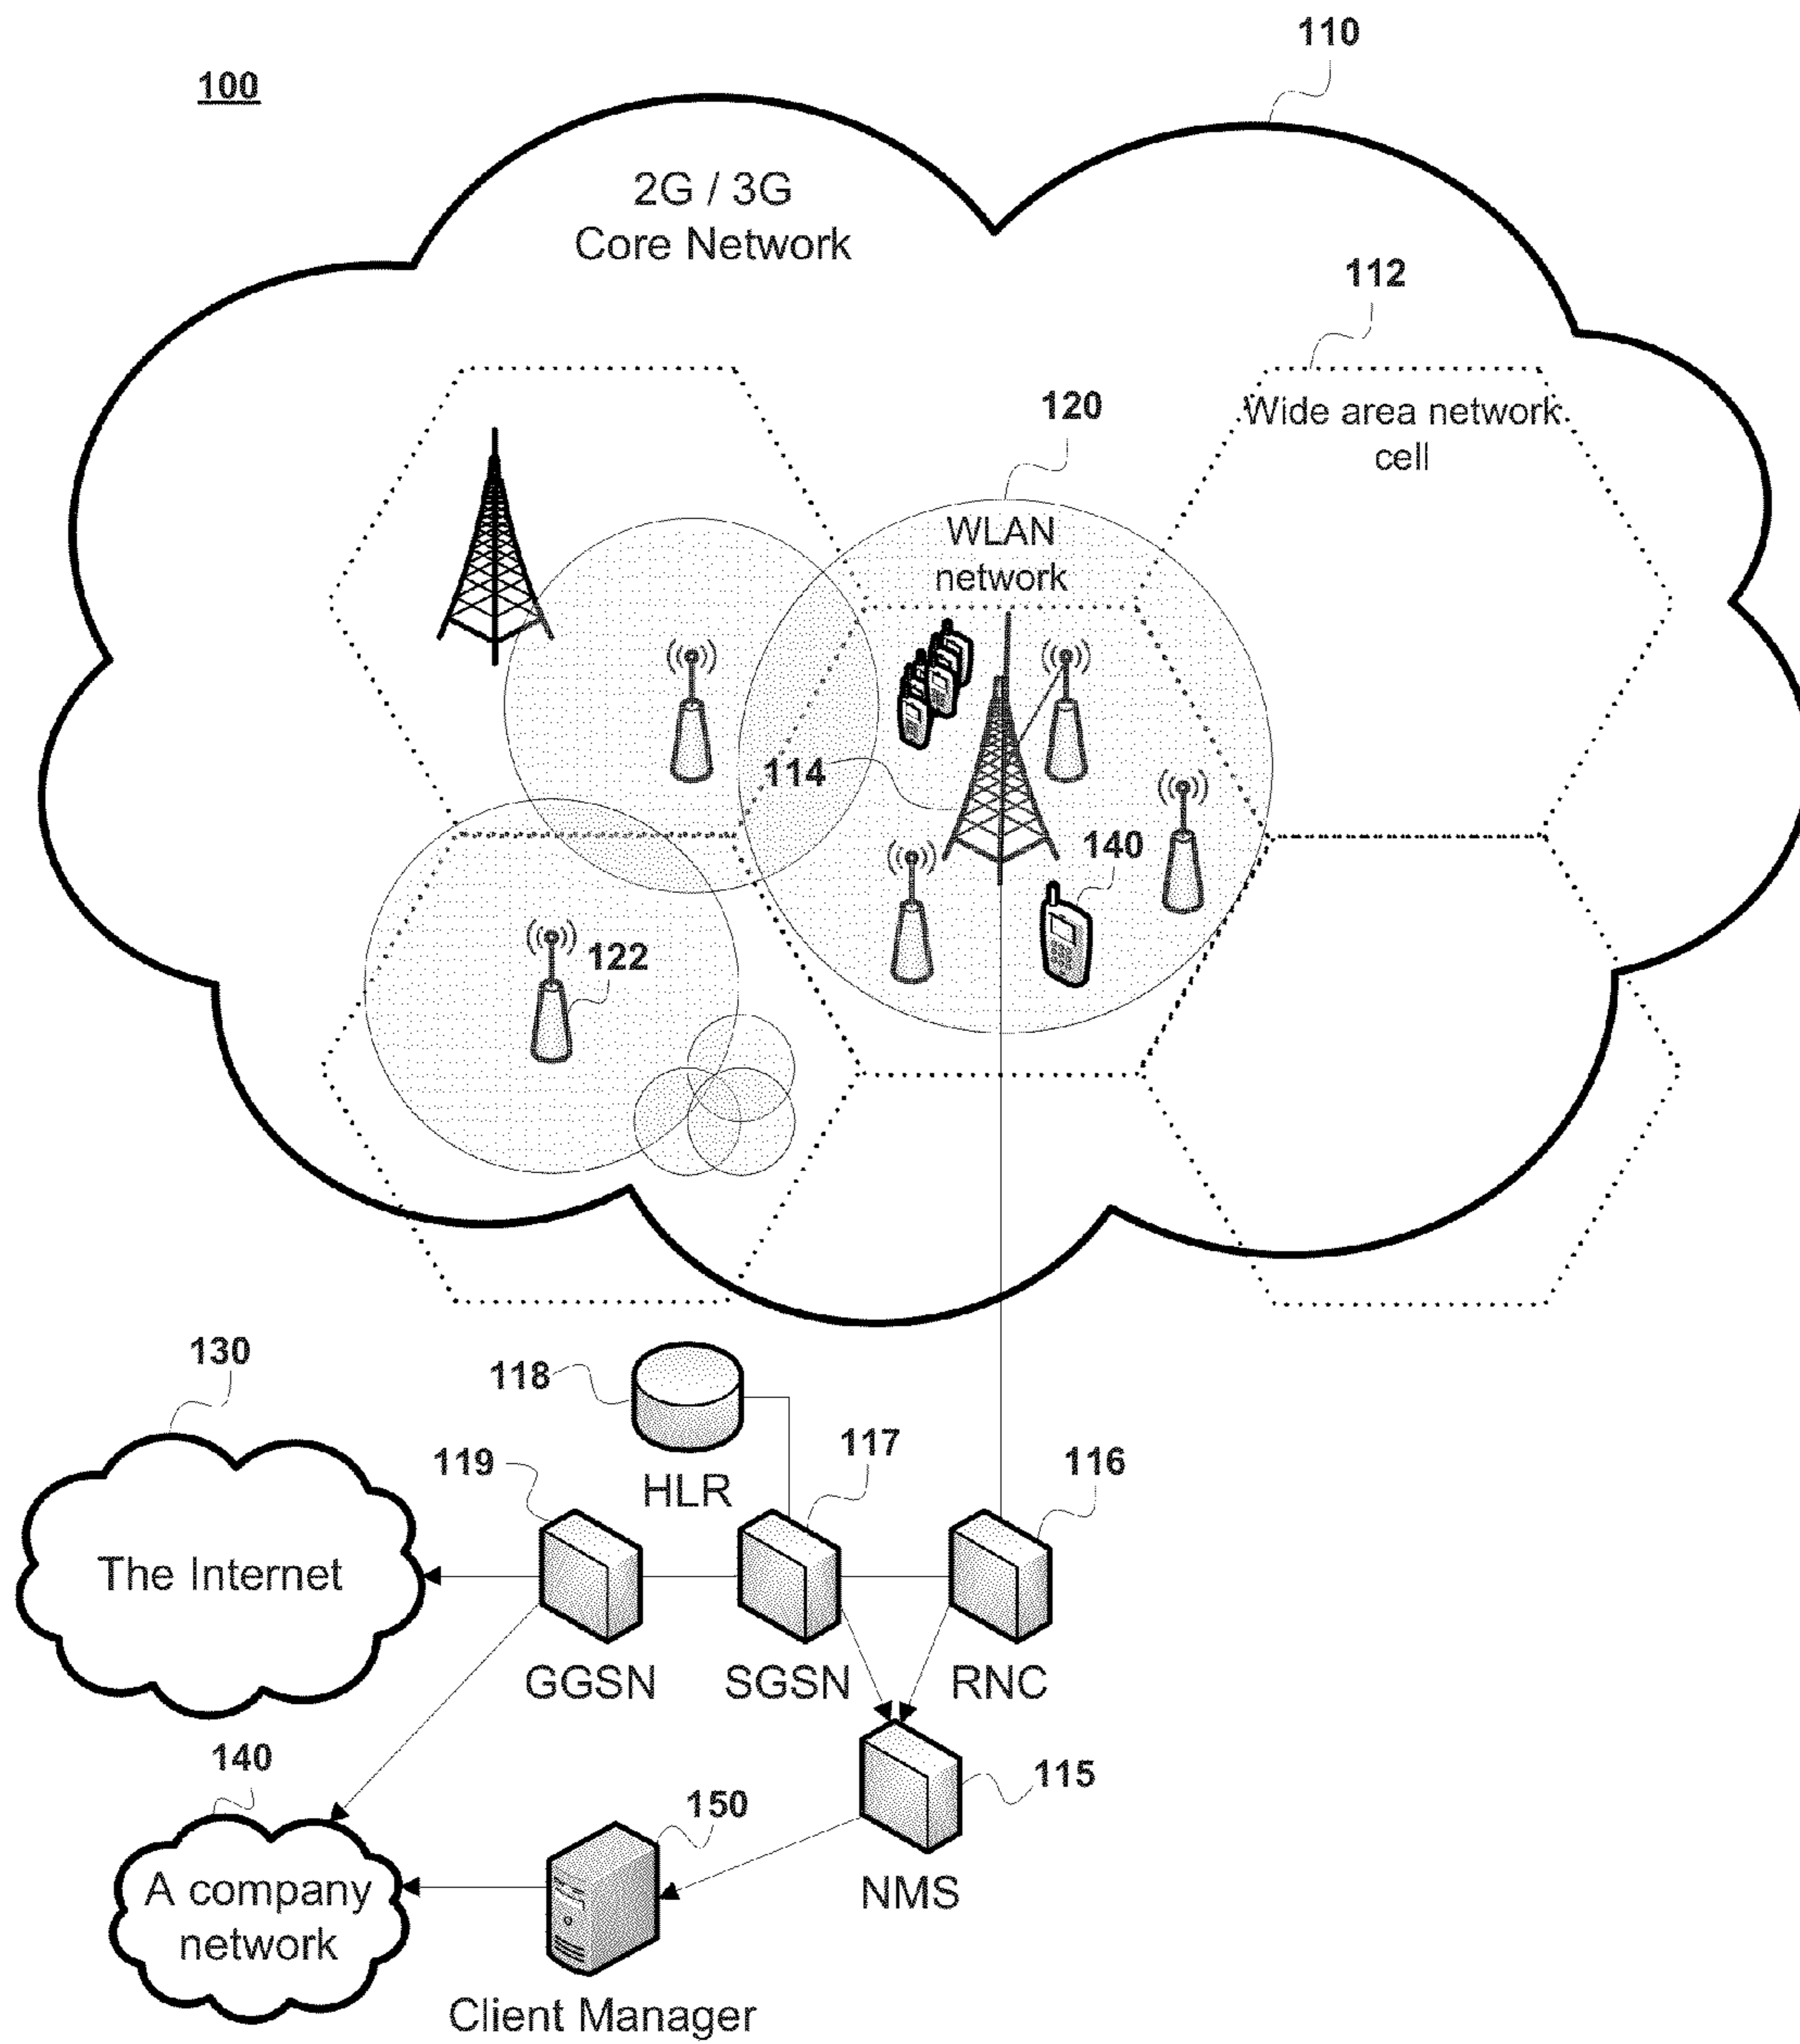 110
100
2G / 3G
Core Network
112
120
Wide area network
cell
WLAN
network
114
140
122
130
118
117
119
116
HLR
The Internet
GGSN
SGSN
RNC
140
115
150
A company
network
NMS
Client Manager